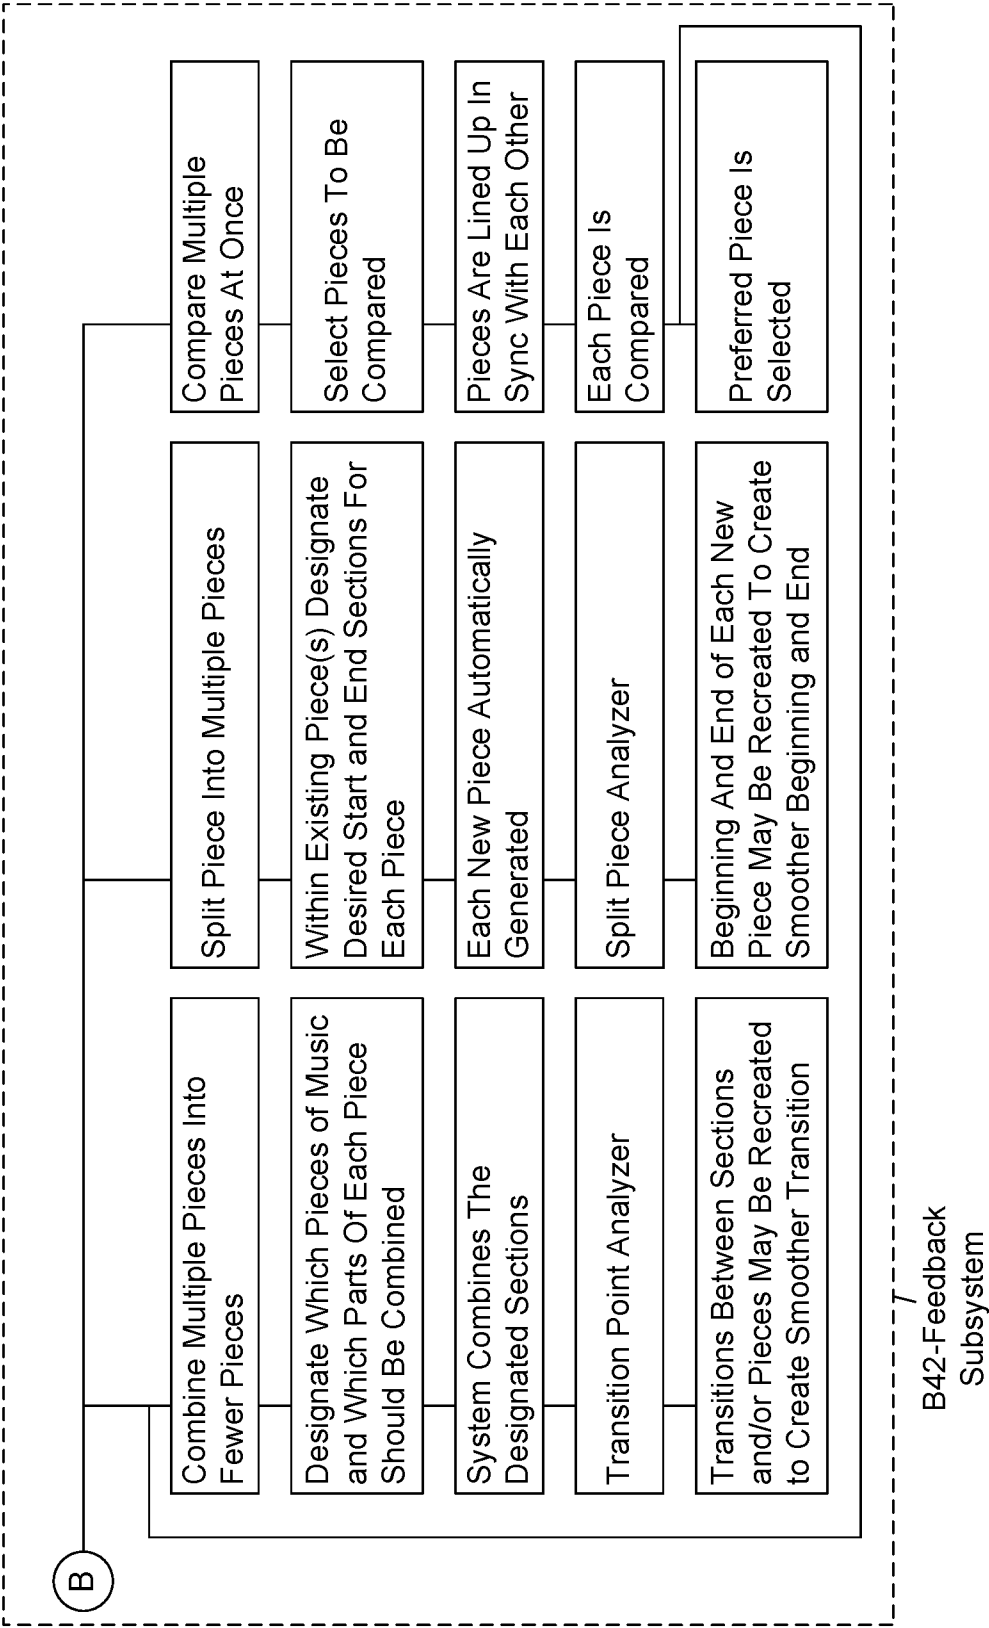 B
Combine Multiple Pieces Into
Fewer Pieces
Designate Which Pieces of Music
and Which Parts Of Each Piece
Should Be Combined
System Combines The
Designated Sections
Transition Point Analyzer
Transitions Between Sections
and/or Pieces May Be Recreated
to Create Smoother Transition
Split Piece Into Multiple Pieces
Within Existing Piece(s) Designate
Desired Start and End Sections For
Each Piece
Each New Piece Automatically
Generated
Split Piece Analyzer
Beginning And End of Each New
Piece May Be Recreated To Create
Smoother Beginning and End
Compare Multiple
Pieces At Once
Select Pieces To Be
Compared
Pieces Are Lined Up In
Sync With Each Other
Each Piece Is
Compared
Preferred Piece Is
Selected
B42-Feedback
Subsystem